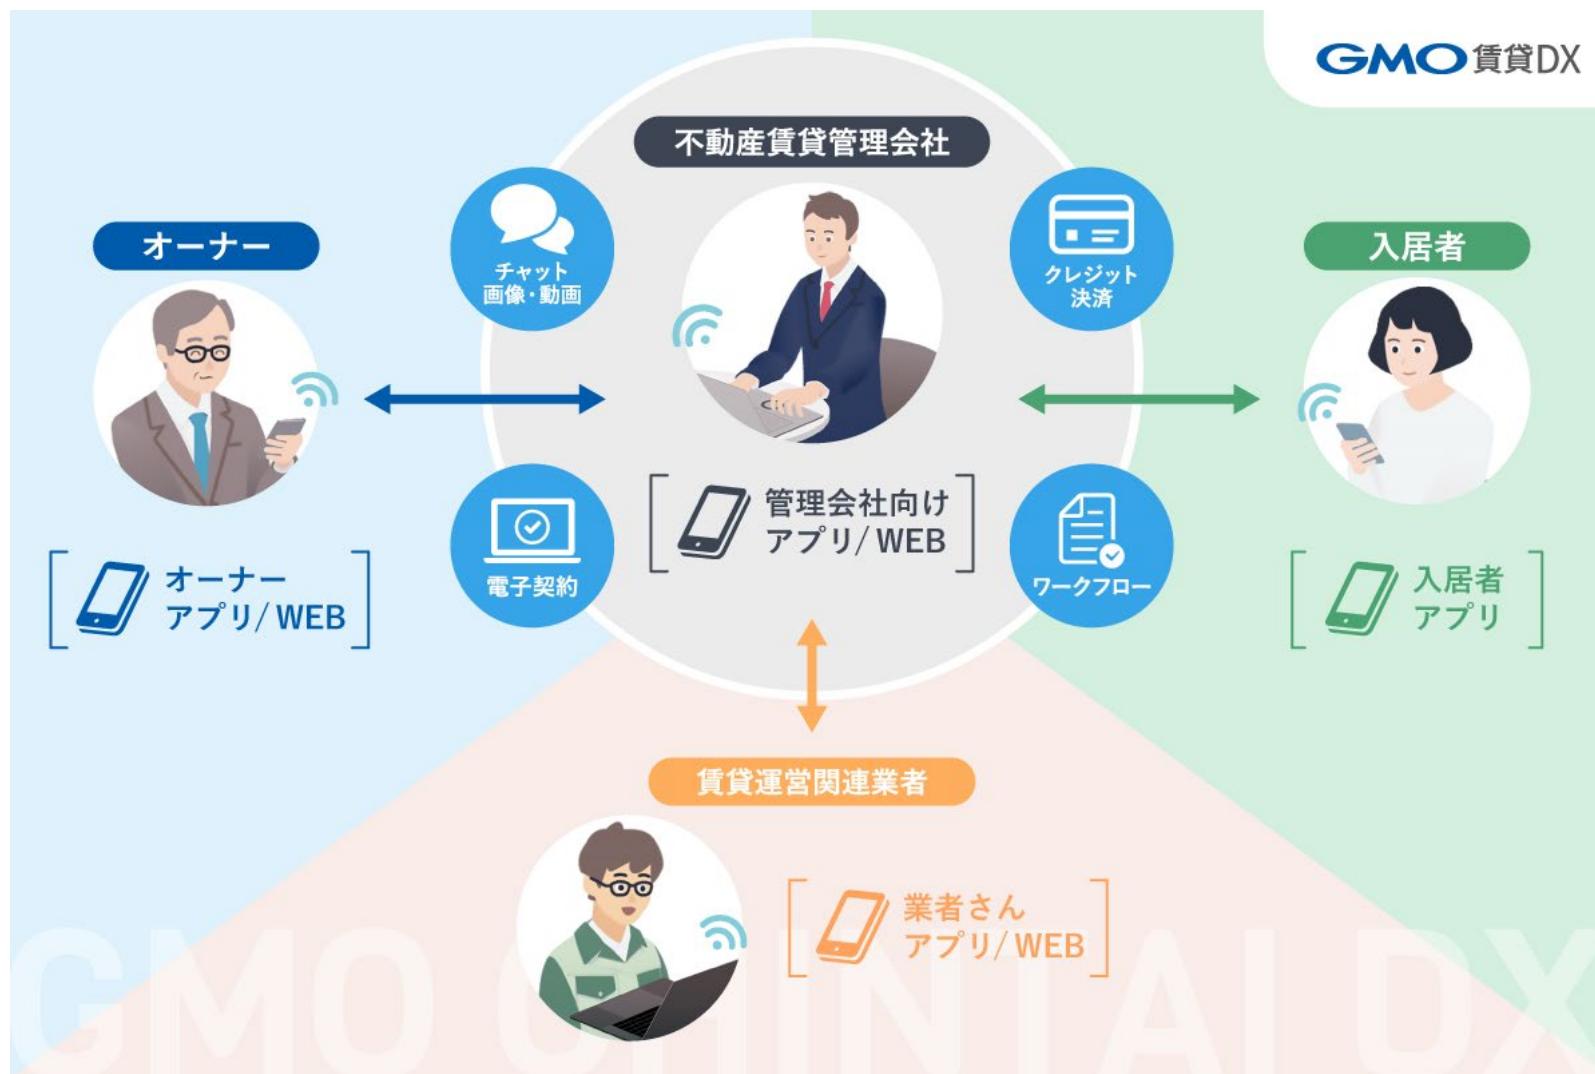 GMO賃貸DX
不動産賃貸管理会社
チャット
画像・動画
クレジット
決済
オーナー
入居者
電子契約
管理会社向け
アプリ/WEB
ワークフロー
オーナー
アプリ/WEB
入居者
アプリ
賃貸運営関連業者
業者さん
アプリ/WEB
GMO CHINTAI DX